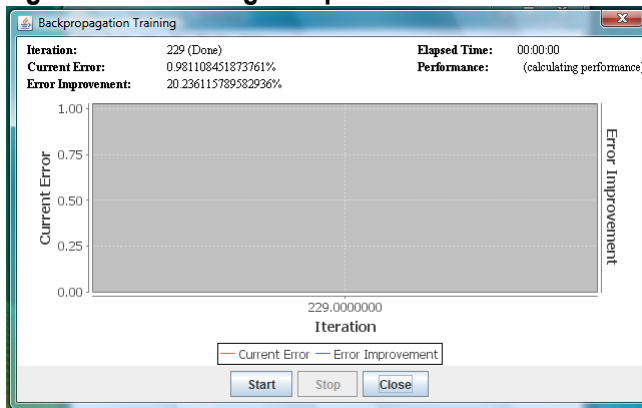 Backpropagation Training
Iteration: 229 (Done) Elapsed Time: 00:00:00
Current Error: 0.981108451873761% Performance: (calculating performance)
Error Improvement: 20.236115789582936%
1.00
0.75
0.50
0.25
0.00
Current Error
Error Improvement
229.0000000
Iteration
Current Error Error Improvement
Start Stop Close